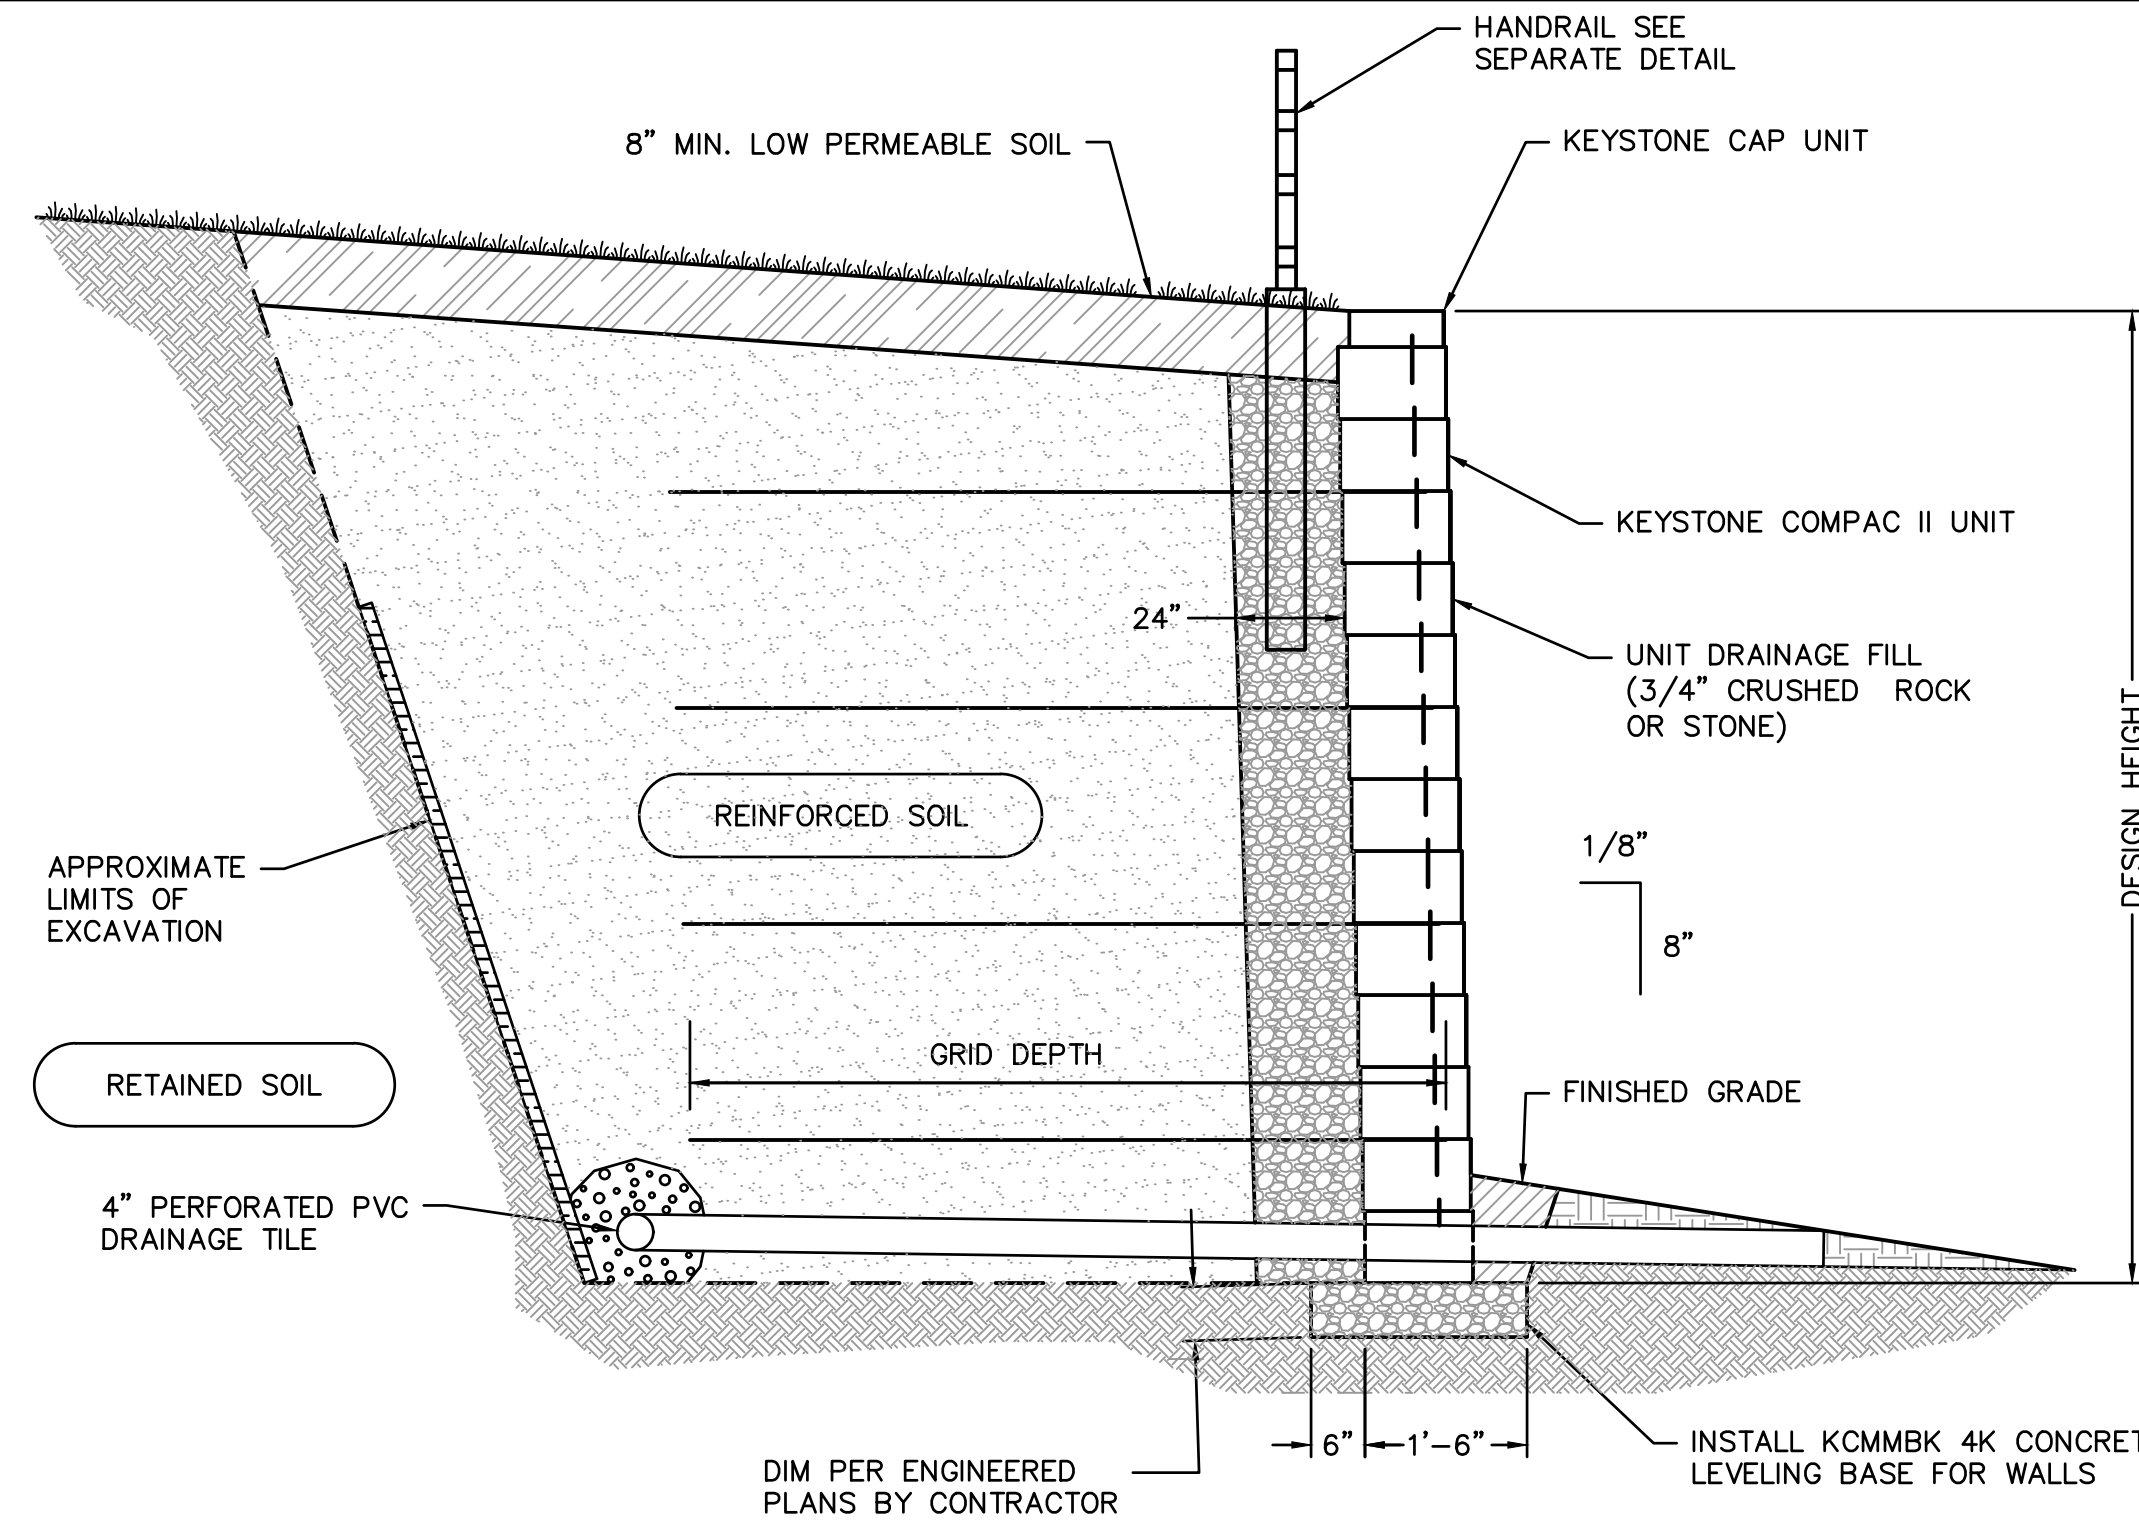 HANDRAIL SEE
SEPARATE DETAIL
8" MIN. LOW PERMEABLE SOIL
KEYSTONE CAP UNIT
KEYSTONE COMPAC II UNIT
24"
UNIT DRAINAGE FILL
(3/4" CRUSHED ROCK
OR STONE)
DESIGN HEIGHT
REINFORCED SOIL
1/8"
8"
APPROXIMATE
LIMITS OF
EXCAVATION
GRID DEPTH
RETAINED SOIL
FINISHED GRADE
4" PERFORATED PVC
DRAINAGE TILE
6"
1'-6"
DIM PER ENGINEERED
PLANS BY CONTRACTOR
INSTALL KCMMBK 4K CONCRET
LEVELING BASE FOR WALLS